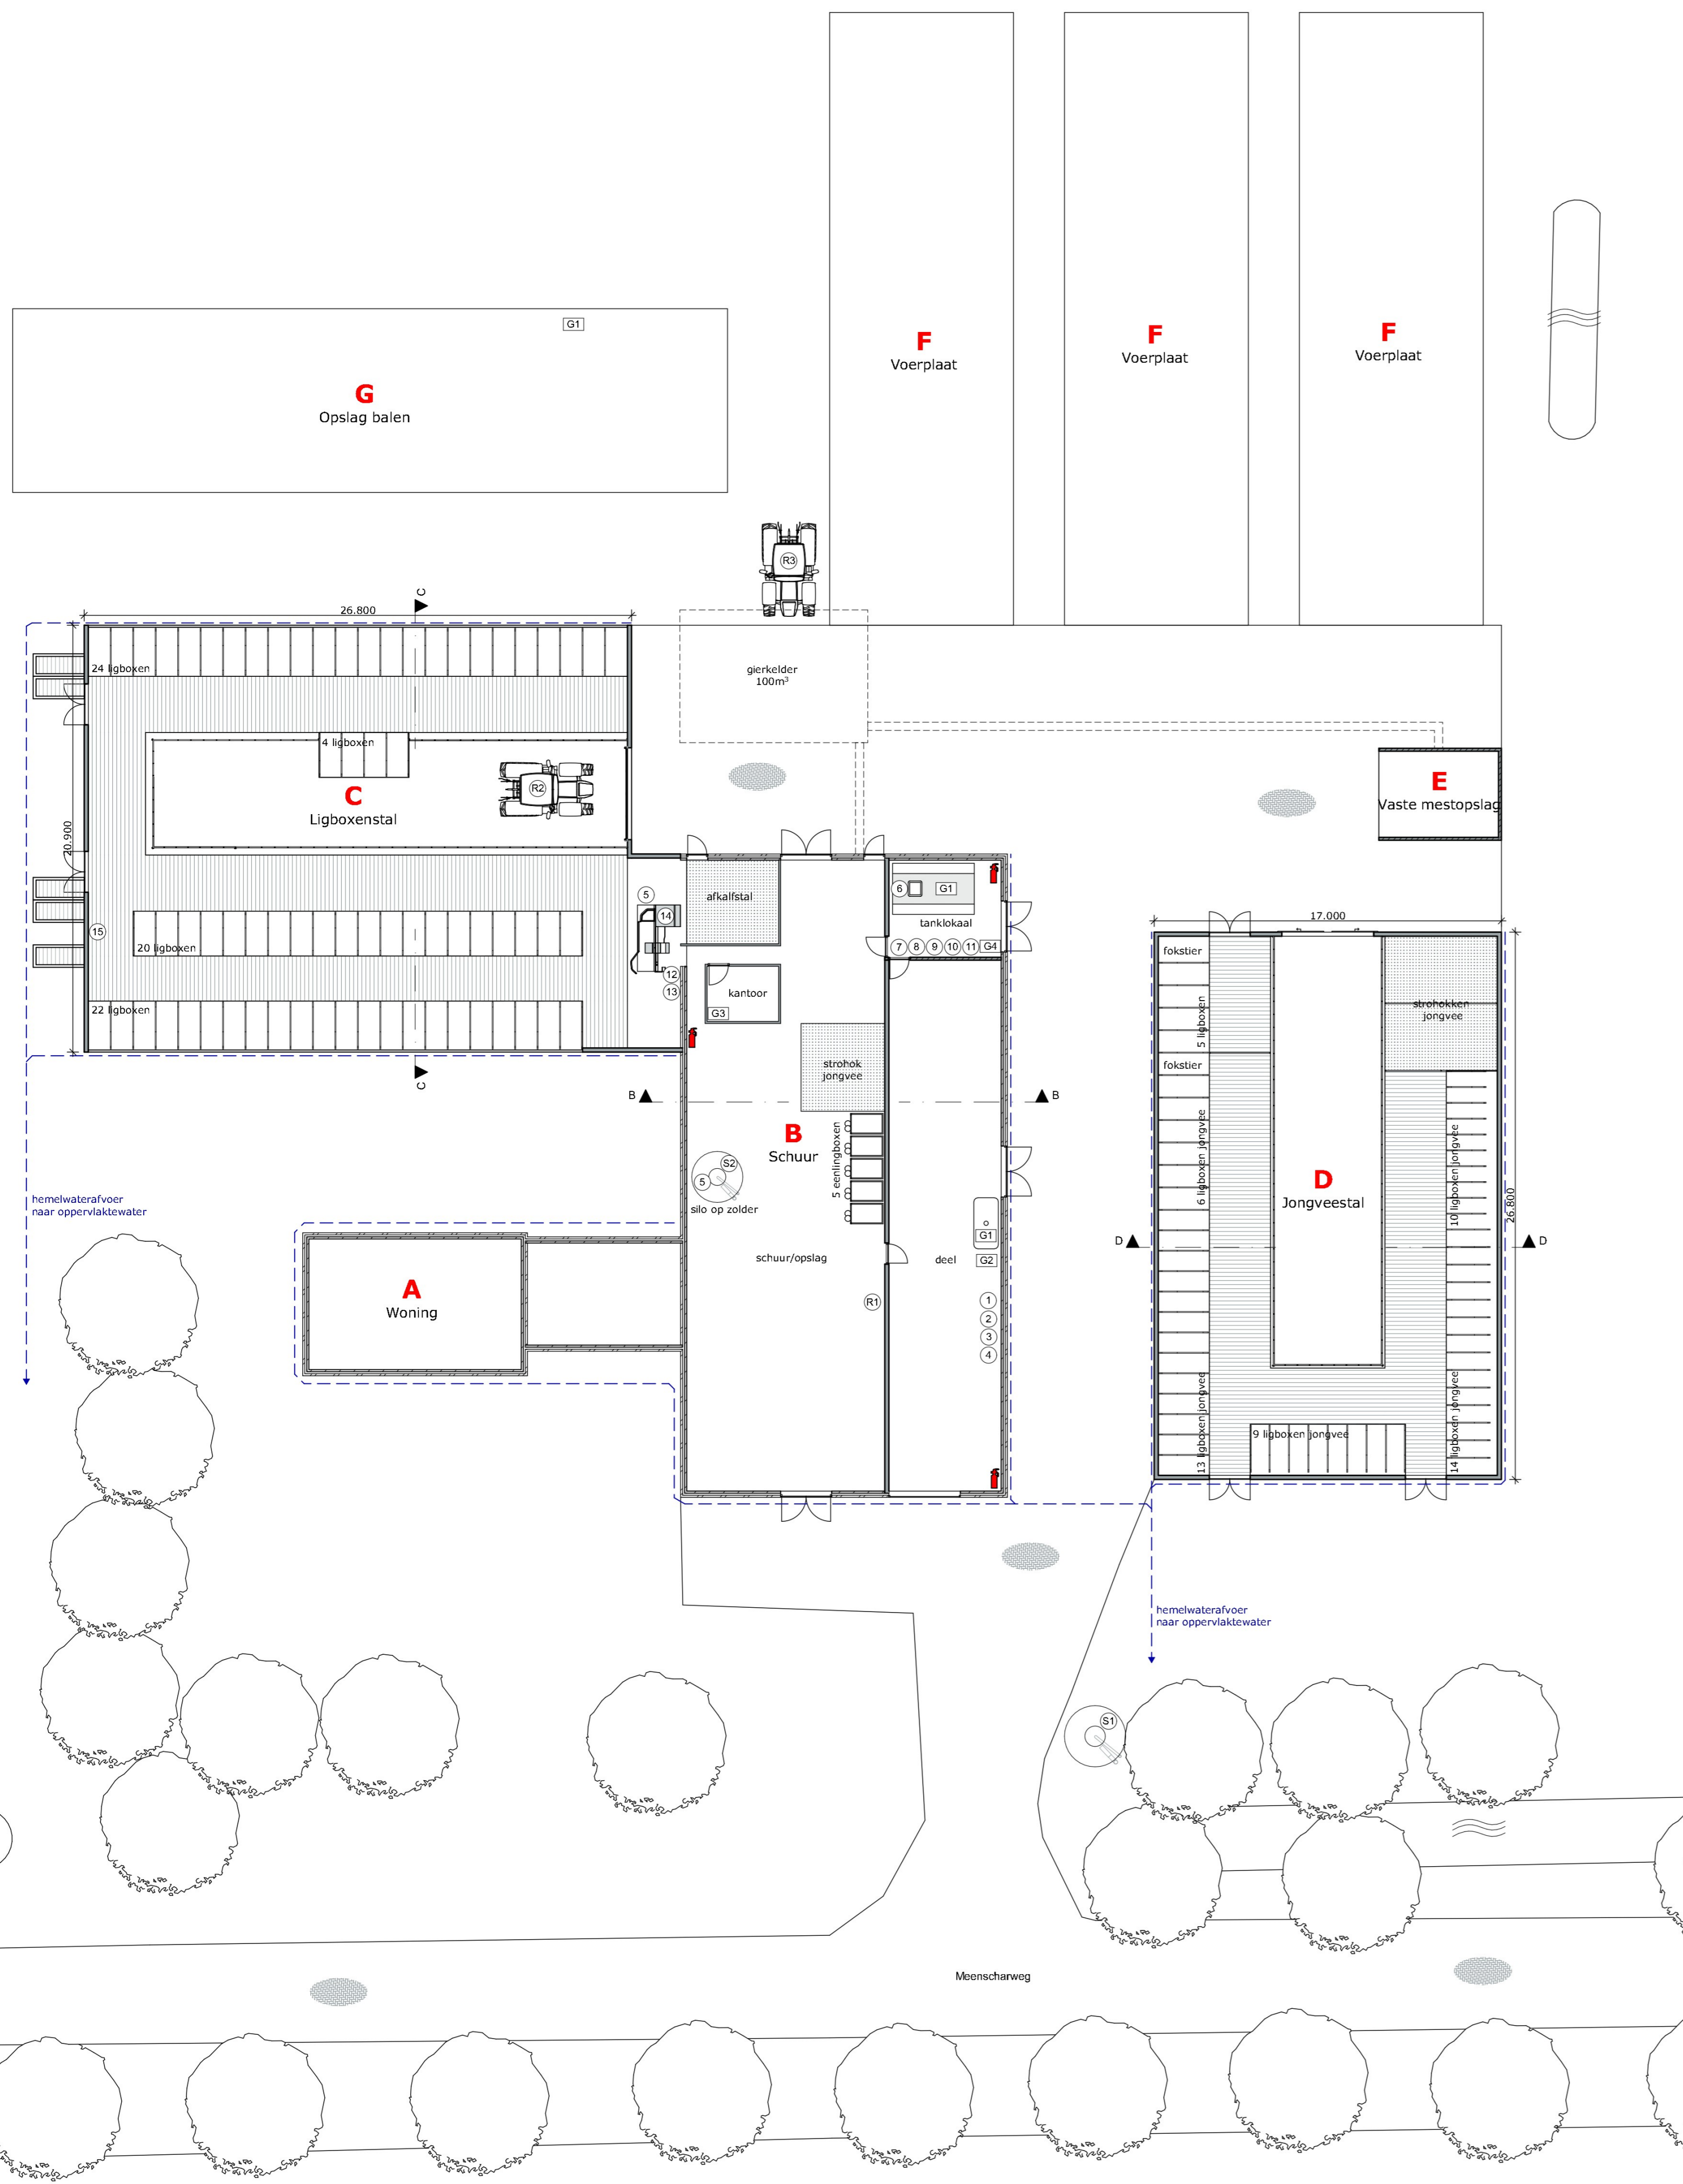 G1
G
Opslag balen
F
Voerplaat
F
Voerplaat
F
Voerplaat
R3
C
26.800
24 ligboxen
4 ligboxen
R2
C
Ligboxenstal
20.900
15
20 ligboxen
22 ligboxen
C
gierkelder
100m³
E
Vaste mestopslag
5
14
12
13
afkalfstal
kantoor
G3
6
G1
tanklokaal
7
8
9
10
11
G4
strohok
jongvee
B
B
B
Schuur
5 eenlingboxen
S2
5
silo op zolder
schuur/opslag
deel
G1
G2
R1
1
2
3
4
17.000
fokstier
5 ligboxen
fokstier
6 ligboxen jongvee
13 ligboxen jongvee
strohokken
jongvee
10 ligboxen jongvee
14 ligboxen jongvee
9 ligboxen jongvee
D
Jongveestal
26.800
D
D
hemelwaterafvoer
naar oppervlaktewater
A
Woning
hemelwaterafvoer
naar oppervlaktewater
S1
Meenscharweg